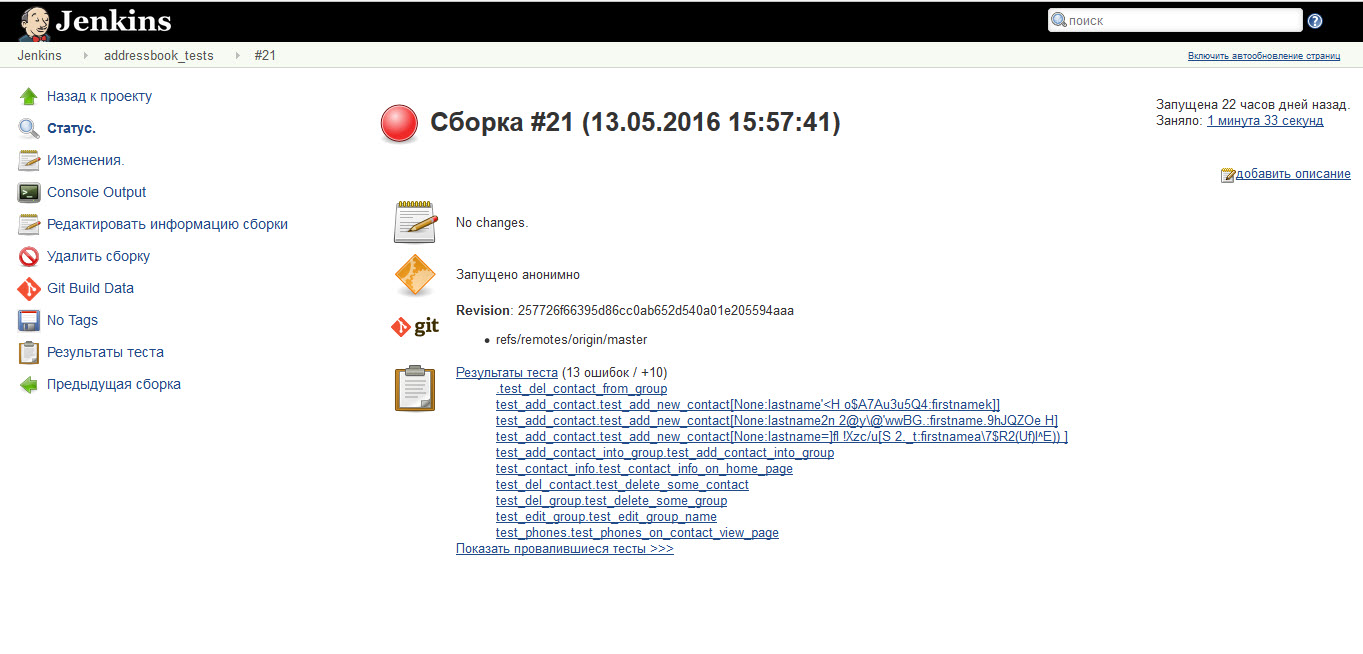 Jenkins
поиск
Jenkins addressbook_tests #21
Включить автообновление страниц
Назад к проекту
Статус.
Изменения.
Console Output
Редактировать информацию сборки
Удалить сборку
Git Build Data
No Tags
Результаты теста
Предыдущая сборка
Сборка #21 (13.05.2016 15:57:41)
Запущена 22 часов дней назад.
Заняло: 1 минута 33 секунд
добавить описание
No changes.
Запущено анонимно
git
Revision: 257726f66395d86cc0ab652d540a01e205594aaa
• refs/remotes/origin/master
Результаты теста (13 ошибок / +10)
.test_del_contact_from_group
test_add_contact.test_add_new_contact[None:lastname'<H o$A7Au3u5Q4:firstnamek]]
test_add_contact.test_add_new_contact[None:lastname2n 2@y\@'wwBG.:firstname.9hJQZOe H]
test_add_contact.test_add_new_contact[None:lastname=]fl !Xzc/u[S 2._t:firstnamea\7$R2(Uf)l^E)) ]
test_add_contact_into_group.test_add_contact_into_group
test_contact_info.test_contact_info_on_home_page
test_del_contact.test_delete_some_contact
test_del_group.test_delete_some_group
test_edit_group.test_edit_group_name
test_phones.test_phones_on_contact_view_page
Показать провалившиеся тесты >>>